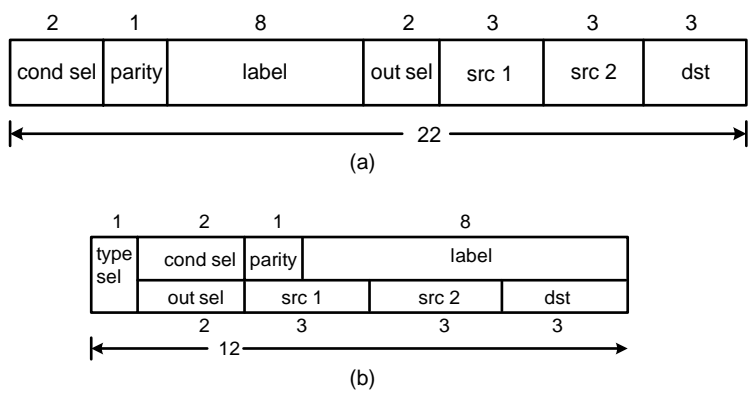 2 1 8 2 3 3 3
cond sel parity label out sel src 1 src 2 dst
22
(a)
1 2 1 8
type sel cond sel parity label
out sel src 1 src 2 dst
2 3 3 3
12
(b)